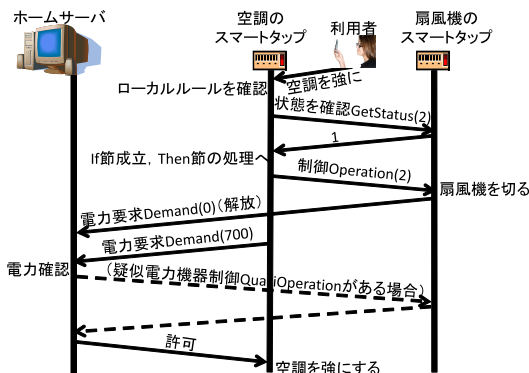 ホームサーバ
空調の
スマートタップ
利用者
扇風機の
スマートタップ
空調を強に
ローカルルールを確認
状態を確認GetStatus(2)
1
If節成立，Then節の処理へ
制御Operation(2)
扇風機を切る
電力要求Demand(0)（解放）
電力要求Demand(700)
電力確認
（疑似電力機器制御QuasiOperationがある場合）
許可
空調を強にする